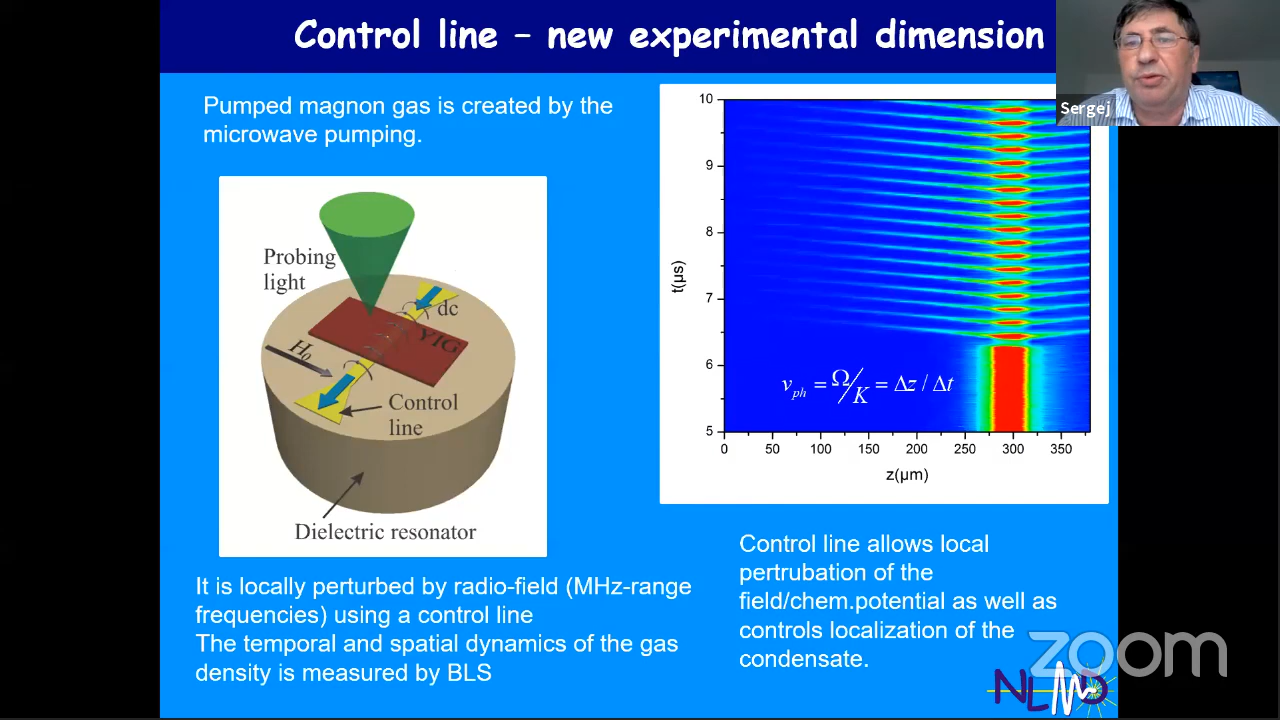 Control line – new experimental dimension
Sergej
Pumped magnon gas is created by the
microwave pumping.
Probing
light
dc
YIG
H₀
Control
line
Dielectric resonator
10
9
8
7
6
5
t(μs)
v_ph = Ω/K = Δz / Δt
0 50 100 150 200 250 300 350
z(μm)
It is locally perturbed by radio-field (MHz-range
frequencies) using a control line
The temporal and spatial dynamics of the gas
density is measured by BLS
Control line allows local
pertrubation of the
field/chem.potential as well as
controls localization of the
condensate.
zoom
NLMD